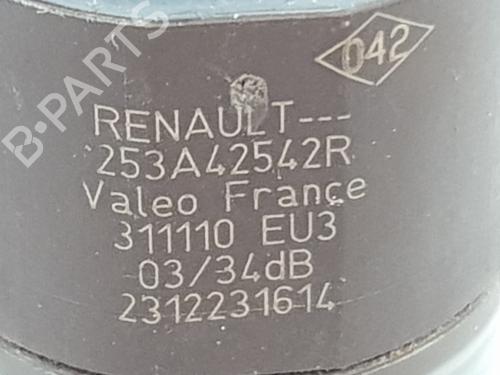 042
RENAULT---
253A42542R
Valeo France
311110 EU3
03/34dB
2312231614
B-PARTS